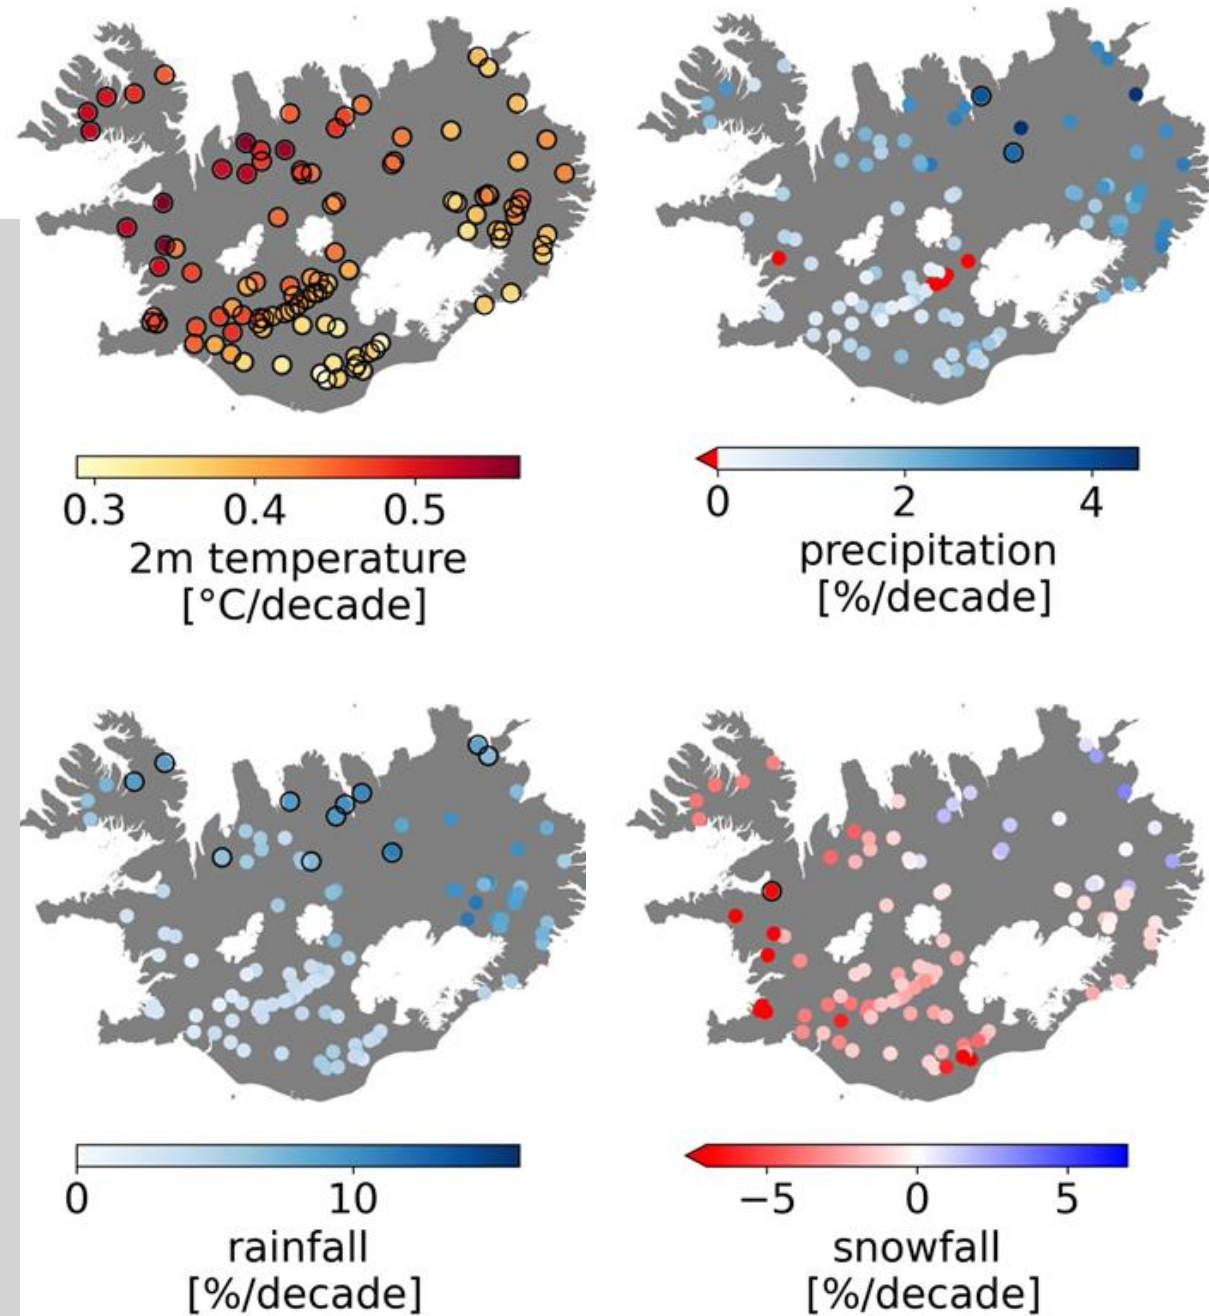 0.3 0.4 0.5
2m temperature
[°C/decade]
0 2 4
precipitation
[%/decade]
0 10
rainfall
[%/decade]
−5 0 5
snowfall
[%/decade]